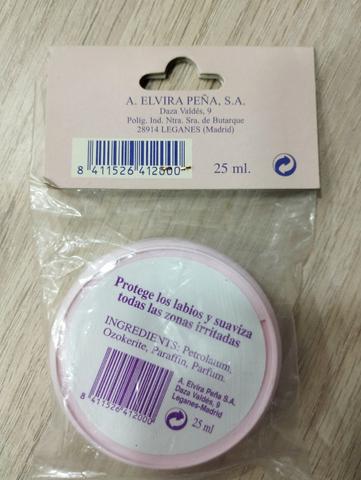 A. ELVIRA PEÑA, S.A.
Daza Valdés, 9
Polig. Ind. Ntra. Sra. de Butarque
28914 LEGANES (Madrid)
8 411526 412000
25 ml.
Protege los labios y suaviza
todas las zonas irritadas
INGREDIENTS: Petrolatum,
Ozokerite, Paraffin, Parfum.
8 411526 412000
A. Elvira Peña S.A.
Daza Valdés, 9
Leganes-Madrid
25 ml